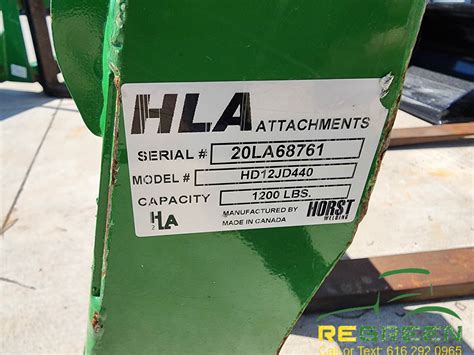 HLA ATTACHMENTS
SERIAL # 20LA68761
MODEL # HD12JD440
CAPACITY 1200 LBS.
HLA
MANUFACTURED BY HORST
WELDING
MADE IN CANADA
REGREEN
Call or Text: 616.292.0965